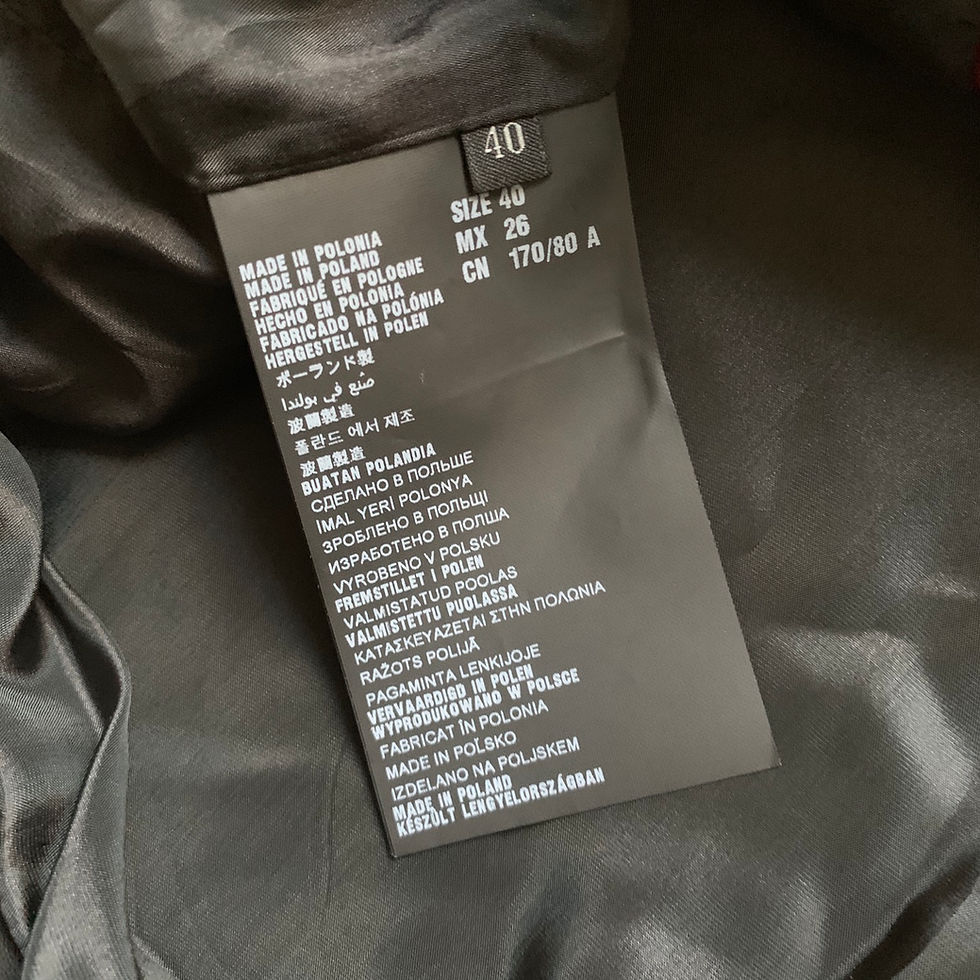 40
SIZE 40
MX 26
CN 170/80 A
MADE IN POLONIA
MADE IN POLAND
FABRIQUÉ EN POLOGNE
HECHO EN POLONIA
FABRICADO NA POLÓNIA
HERGESTELL IN POLEN
ポーランド製
صنع في بولندا
波蘭製造
폴란드 에서 제조
波蘭製造
BUATAN POLANDIA
СДЕЛАНО В ПОЛЬШЕ
İMAL YERİ POLONYA
ЗРОБЛЕНО В ПОЛЬЩІ
ИЗРАБОТЕНО В ПОЛША
VYROBENO V POLSKU
FREMSTILLET I POLEN
VALMISTATUD POOLAS
VALMISTETTU PUOLASSA
ΚΑΤΑΣΚΕΥΑΖΕΤΑΙ ΣΤΗΝ ΠΟΛΩΝΙΑ
RAŽOTS POLIJĀ
PAGAMINTA LENKIJOJE
VERVAARDIGD IN POLEN
WYPRODUKOWANO W POLSCE
FABRICAT ÎN POLONIA
MADE IN POĽSKO
IZDELANO NA POLJSKEM
MADE IN POLAND
KÉSZÜLT LENGYELORSZÁGBAN